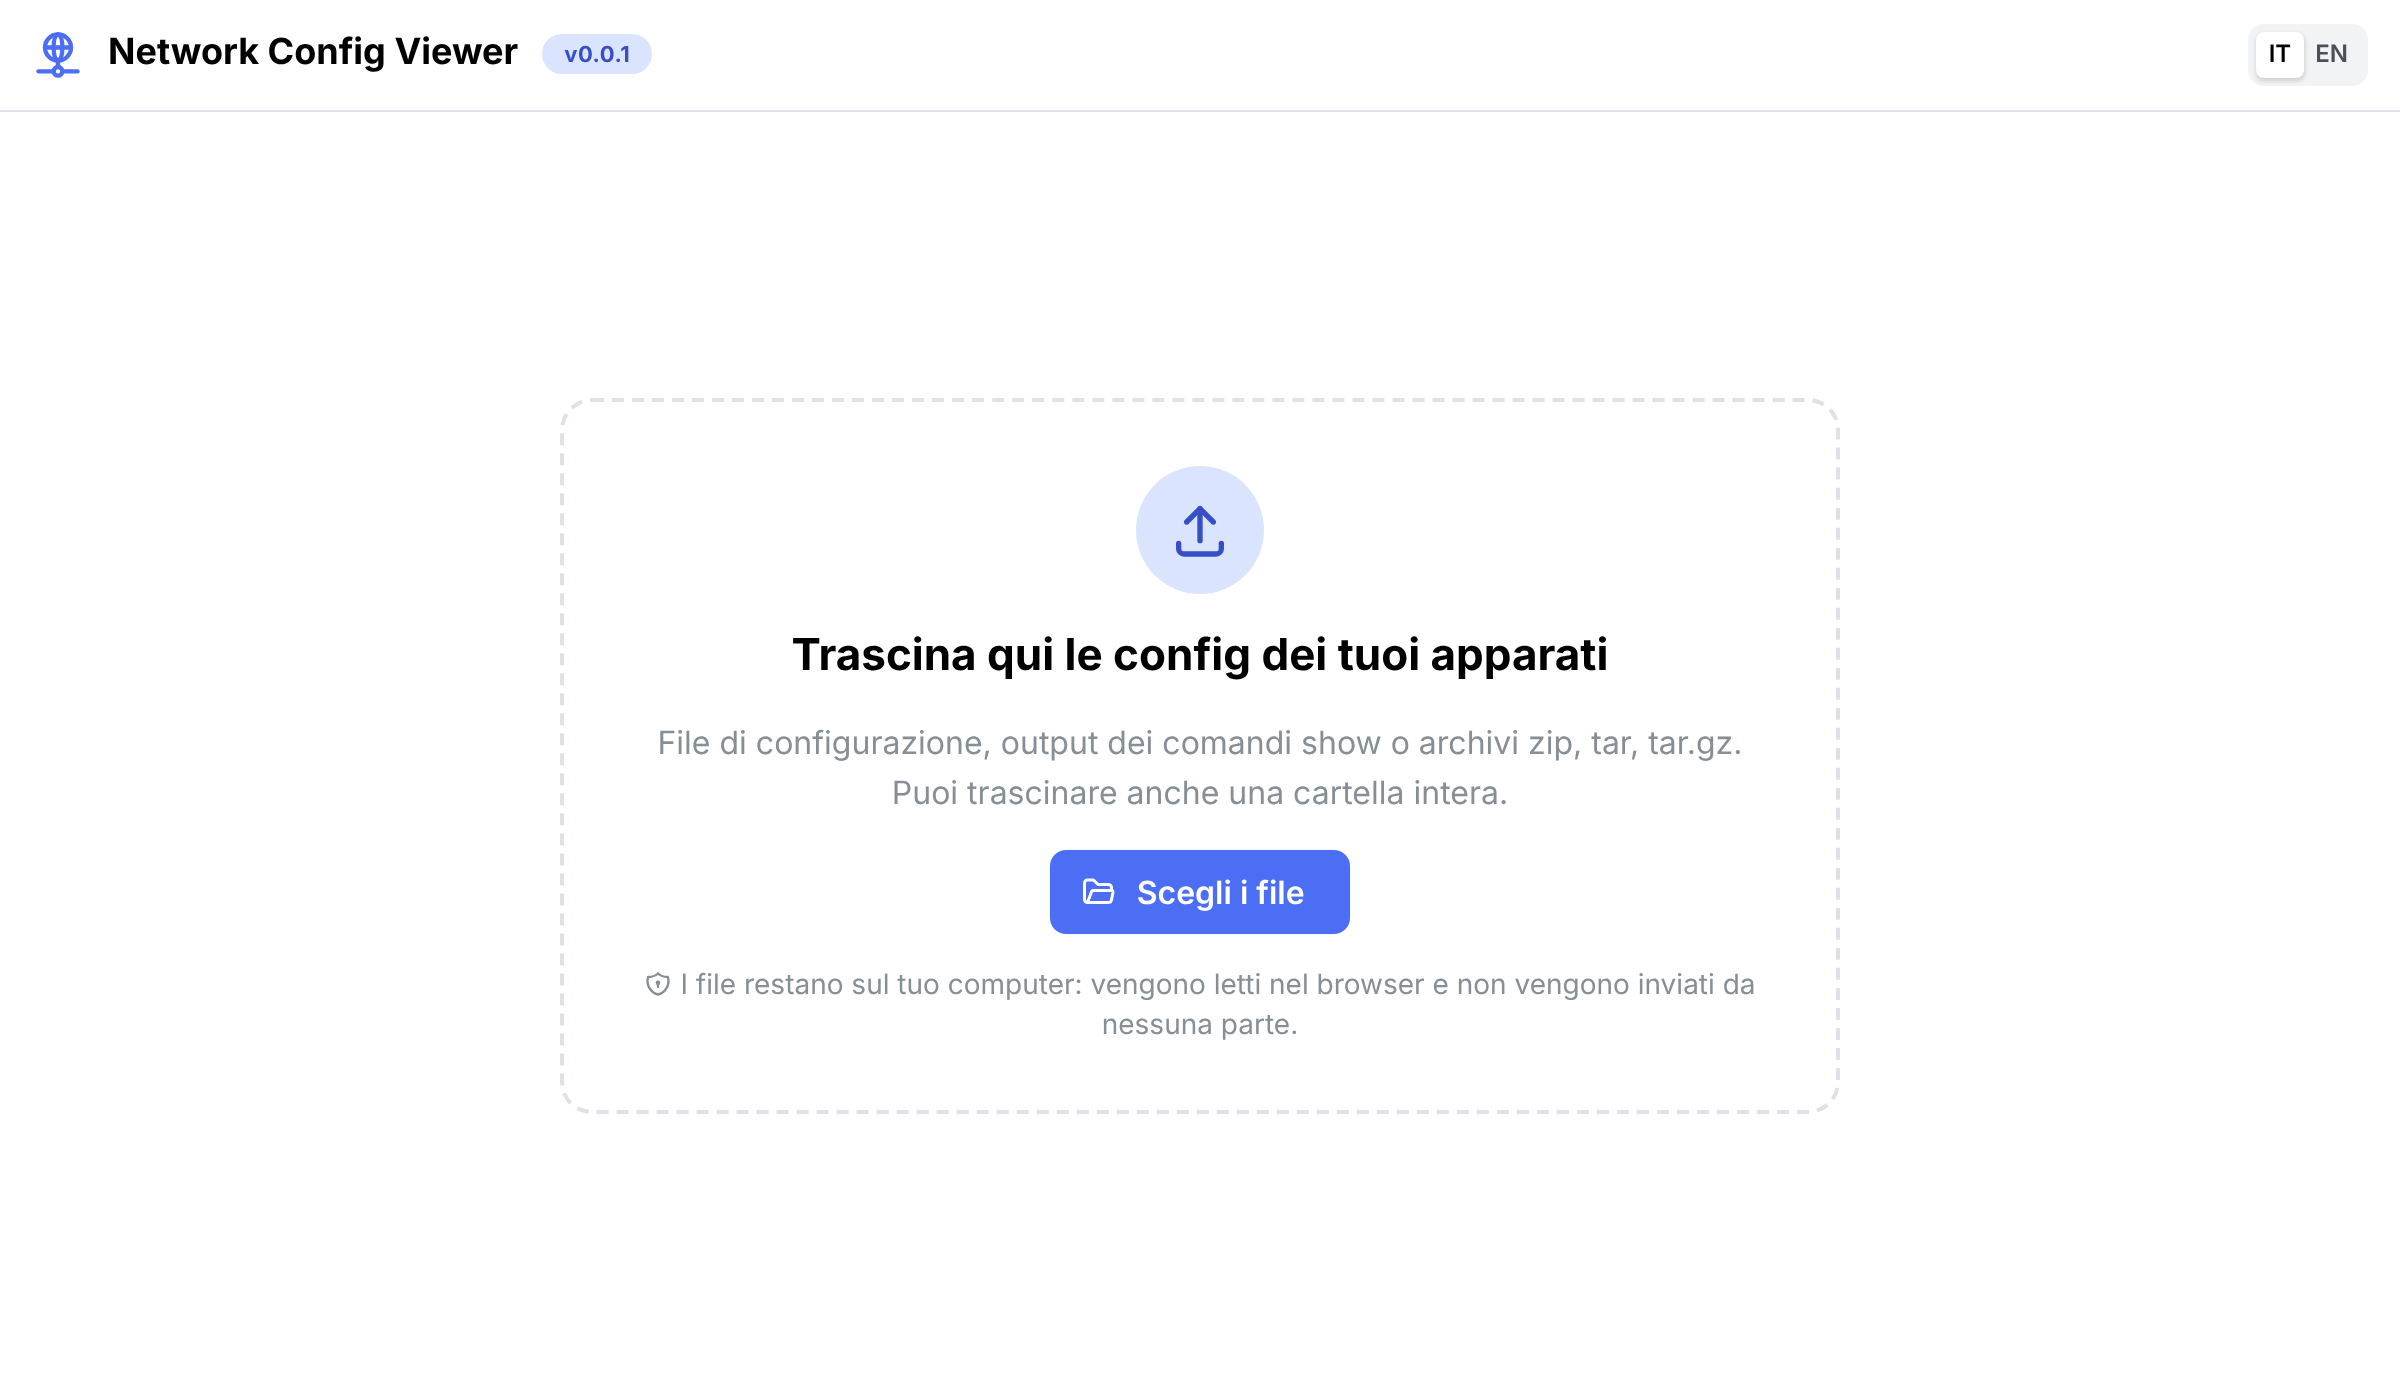 Network Config Viewer v0.0.1 IT EN
Trascina qui le config dei tuoi apparati
File di configurazione, output dei comandi show o archivi zip, tar, tar.gz.
Puoi trascinare anche una cartella intera.
Scegli i file
I file restano sul tuo computer: vengono letti nel browser e non vengono inviati da
nessuna parte.